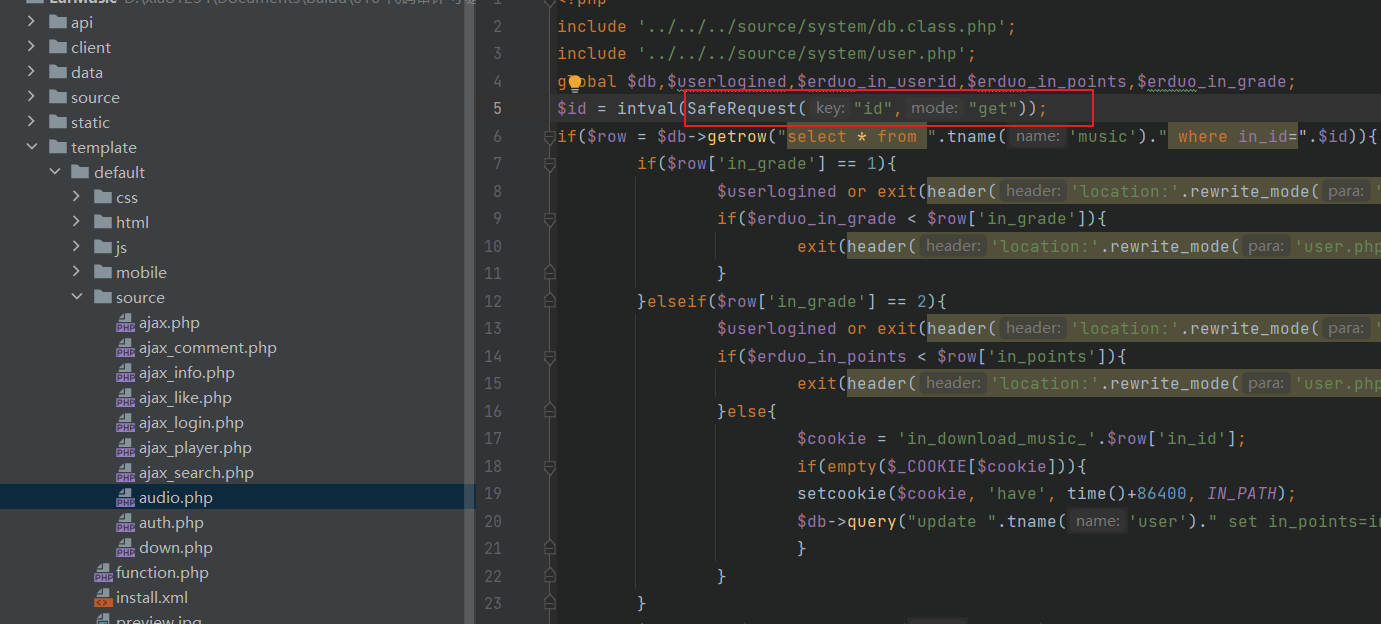 api
client
data
source
static
template
default
css
html
js
mobile
source
ajax.php
ajax_comment.php
ajax_info.php
ajax_like.php
ajax_login.php
ajax_player.php
ajax_search.php
audio.php
auth.php
down.php
function.php
install.xml
preview.jpg
1 <?php
2 include '../../../source/system/db.class.php';
3 include '../../../source/system/user.php';
4 global $db,$userlogined,$erduo_in_userid,$erduo_in_points,$erduo_in_grade;
5 $id = intval(SafeRequest( key: "id", mode: "get"));
6 if($row = $db->getrow("select * from ".tname( name: 'music')." where in_id=".$id)){
7 if($row['in_grade'] == 1){
8 $userlogined or exit(header( header: 'location:'.rewrite_mode( para: '
9 if($erduo_in_grade < $row['in_grade']){
10 exit(header( header: 'location:'.rewrite_mode( para: 'user.php
11 }
12 }elseif($row['in_grade'] == 2){
13 $userlogined or exit(header( header: 'location:'.rewrite_mode( para: '
14 if($erduo_in_points < $row['in_points']){
15 exit(header( header: 'location:'.rewrite_mode( para: 'user.php
16 }else{
17 $cookie = 'in_download_music_'.$row['in_id'];
18 if(empty($_COOKIE[$cookie])){
19 setcookie($cookie, 'have', time()+86400, IN_PATH);
20 $db->query("update ".tname( name: 'user')." set in_points=in
21 }
22 }
23 }